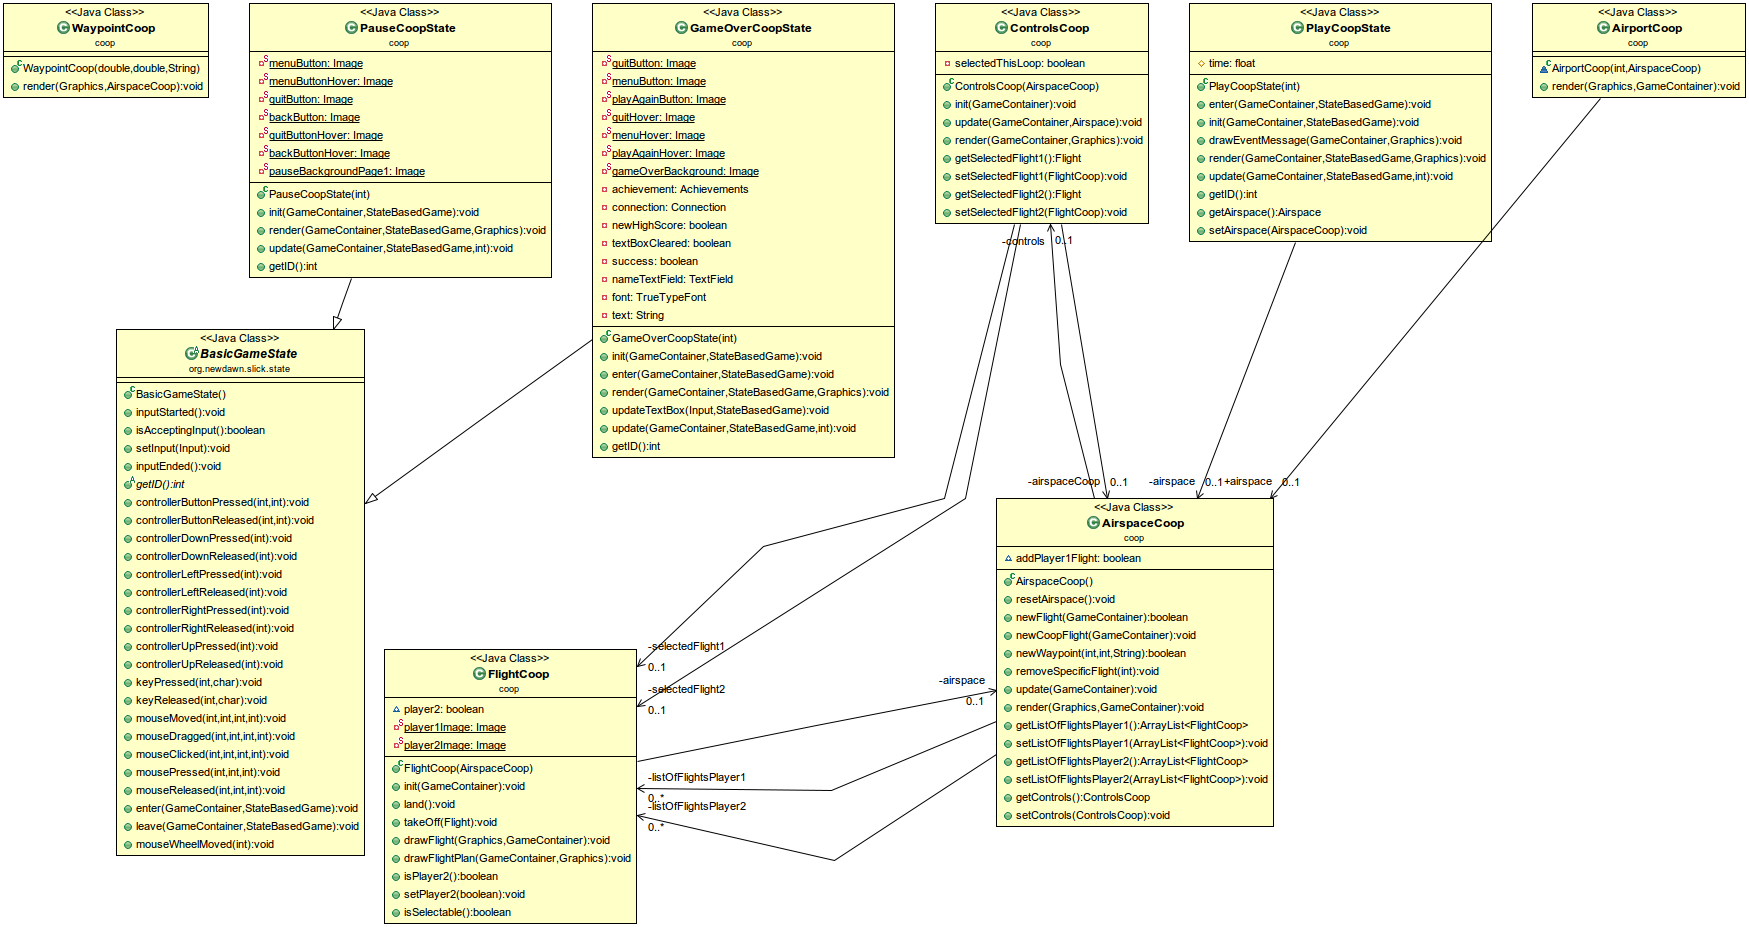 <<Java Class>>
WaypointCoop
coop
WaypointCoop(double,double,String)
render(Graphics,AirspaceCoop):void
<<Java Class>>
PauseCoopState
coop
menuButton: Image
menuButtonHover: Image
quitButton: Image
backButton: Image
quitButtonHover: Image
backButtonHover: Image
pauseBackgroundPage1: Image
PauseCoopState(int)
init(GameContainer,StateBasedGame):void
render(GameContainer,StateBasedGame,Graphics):void
update(GameContainer,StateBasedGame,int):void
getID():int
<<Java Class>>
GameOverCoopState
coop
quitButton: Image
menuButton: Image
playAgainButton: Image
quitHover: Image
menuHover: Image
playAgainHover: Image
gameOverBackground: Image
achievement: Achievements
connection: Connection
newHighScore: boolean
textBoxCleared: boolean
success: boolean
nameTextField: TextField
font: TrueTypeFont
text: String
GameOverCoopState(int)
init(GameContainer,StateBasedGame):void
enter(GameContainer,StateBasedGame):void
render(GameContainer,StateBasedGame,Graphics):void
updateTextBox(Input,StateBasedGame):void
update(GameContainer,StateBasedGame,int):void
getID():int
<<Java Class>>
ControlsCoop
coop
selectedThisLoop: boolean
ControlsCoop(AirspaceCoop)
init(GameContainer):void
update(GameContainer,Airspace):void
render(GameContainer,Graphics):void
getSelectedFlight1():Flight
setSelectedFlight1(FlightCoop):void
getSelectedFlight2():Flight
setSelectedFlight2(FlightCoop):void
<<Java Class>>
PlayCoopState
coop
time: float
PlayCoopState(int)
enter(GameContainer,StateBasedGame):void
init(GameContainer,StateBasedGame):void
drawEventMessage(GameContainer,Graphics):void
render(GameContainer,StateBasedGame,Graphics):void
update(GameContainer,StateBasedGame,int):void
getID():int
getAirspace():Airspace
setAirspace(AirspaceCoop):void
<<Java Class>>
AirportCoop
coop
AirportCoop(int,AirspaceCoop)
render(Graphics,GameContainer):void
-controls 0..1
<<Java Class>>
BasicGameState
org.newdawn.slick.state
BasicGameState()
inputStarted():void
isAcceptingInput():boolean
setInput(Input):void
inputEnded():void
getID():int
controllerButtonPressed(int,int):void
controllerButtonReleased(int,int):void
controllerDownPressed(int):void
controllerDownReleased(int):void
controllerLeftPressed(int):void
controllerLeftReleased(int):void
controllerRightPressed(int):void
controllerRightReleased(int):void
controllerUpPressed(int):void
controllerUpReleased(int):void
keyPressed(int,char):void
keyReleased(int,char):void
mouseMoved(int,int,int,int):void
mouseDragged(int,int,int,int):void
mouseClicked(int,int,int,int):void
mousePressed(int,int,int):void
mouseReleased(int,int,int):void
enter(GameContainer,StateBasedGame):void
leave(GameContainer,StateBasedGame):void
mouseWheelMoved(int):void
-airspaceCoop 0..1 -airspace 0..1 +airspace 0..1
<<Java Class>>
AirspaceCoop
coop
addPlayer1Flight: boolean
AirspaceCoop()
resetAirspace():void
newFlight(GameContainer):boolean
newCoopFlight(GameContainer):void
newWaypoint(int,int,String):boolean
removeSpecificFlight(int):void
update(GameContainer):void
render(Graphics,GameContainer):void
getListOfFlightsPlayer1():ArrayList<FlightCoop>
setListOfFlightsPlayer1(ArrayList<FlightCoop>):void
getListOfFlightsPlayer2():ArrayList<FlightCoop>
setListOfFlightsPlayer2(ArrayList<FlightCoop>):void
getControls():ControlsCoop
setControls(ControlsCoop):void
<<Java Class>>
FlightCoop
coop
player2: boolean
player1Image: Image
player2Image: Image
FlightCoop(AirspaceCoop)
init(GameContainer):void
land():void
takeOff(Flight):void
drawFlight(Graphics,GameContainer):void
drawFlightPlan(GameContainer,Graphics):void
isPlayer2():boolean
setPlayer2(boolean):void
isSelectable():boolean
-selectedFlight1
0..1
-selectedFlight2
0..1
-airspace
0..1
-listOfFlightsPlayer1
0..*
-listOfFlightsPlayer2
0..*